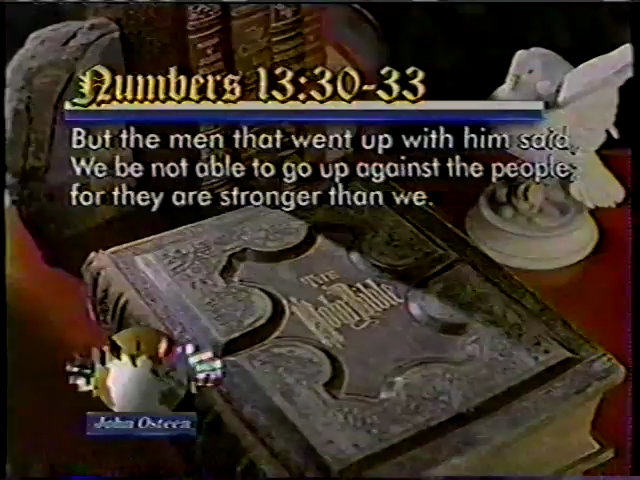 Numbers 13:30-33
But the men that went up with him said,
We be not able to go up against the people;
for they are stronger than we.
THE
Holy Bible
John Osteen